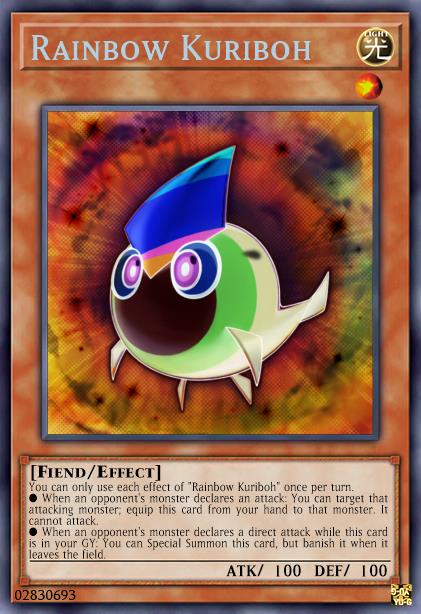 Rainbow Kuriboh
LIGHT
光
[Fiend/Effect]
You can only use each effect of "Rainbow Kuriboh" once per turn.
● When an opponent's monster declares an attack: You can target that
attacking monster; equip this card from your hand to that monster. It
cannot attack.
● When an opponent's monster declares a direct attack while this card
is in your GY: You can Special Summon this card, but banish it when it
leaves the field.
ATK/ 100 DEF/ 100
02830693